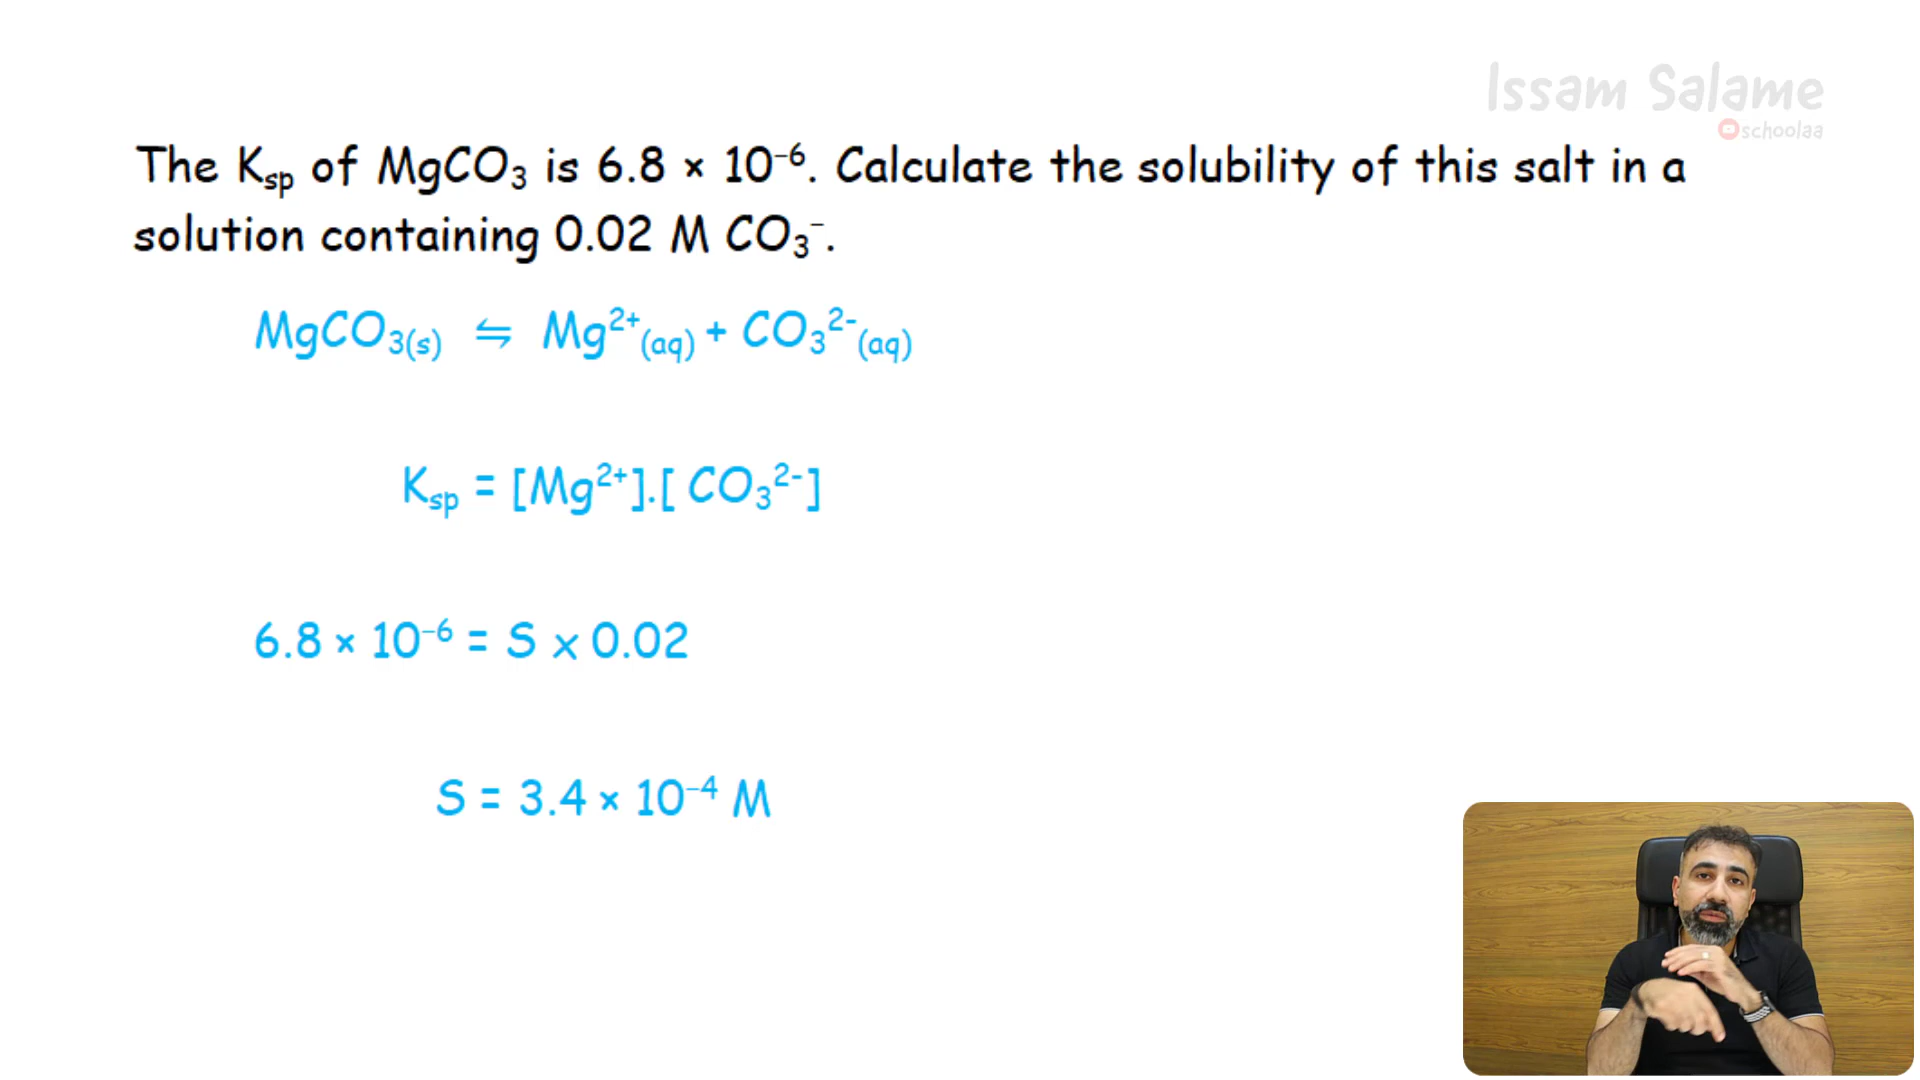 Issam Salame
schoolaa
The Kₛₚ of MgCO₃ is 6.8 × 10⁻⁶. Calculate the solubility of this salt in a
solution containing 0.02 M CO₃⁻.
MgCO₃₍ₛ₎ ⇋ Mg²⁺(aq) + CO₃²⁻(aq)
Kₛₚ = [Mg²⁺].[ CO₃²⁻]
6.8 × 10⁻⁶ = S x 0.02
S = 3.4 × 10⁻⁴ M